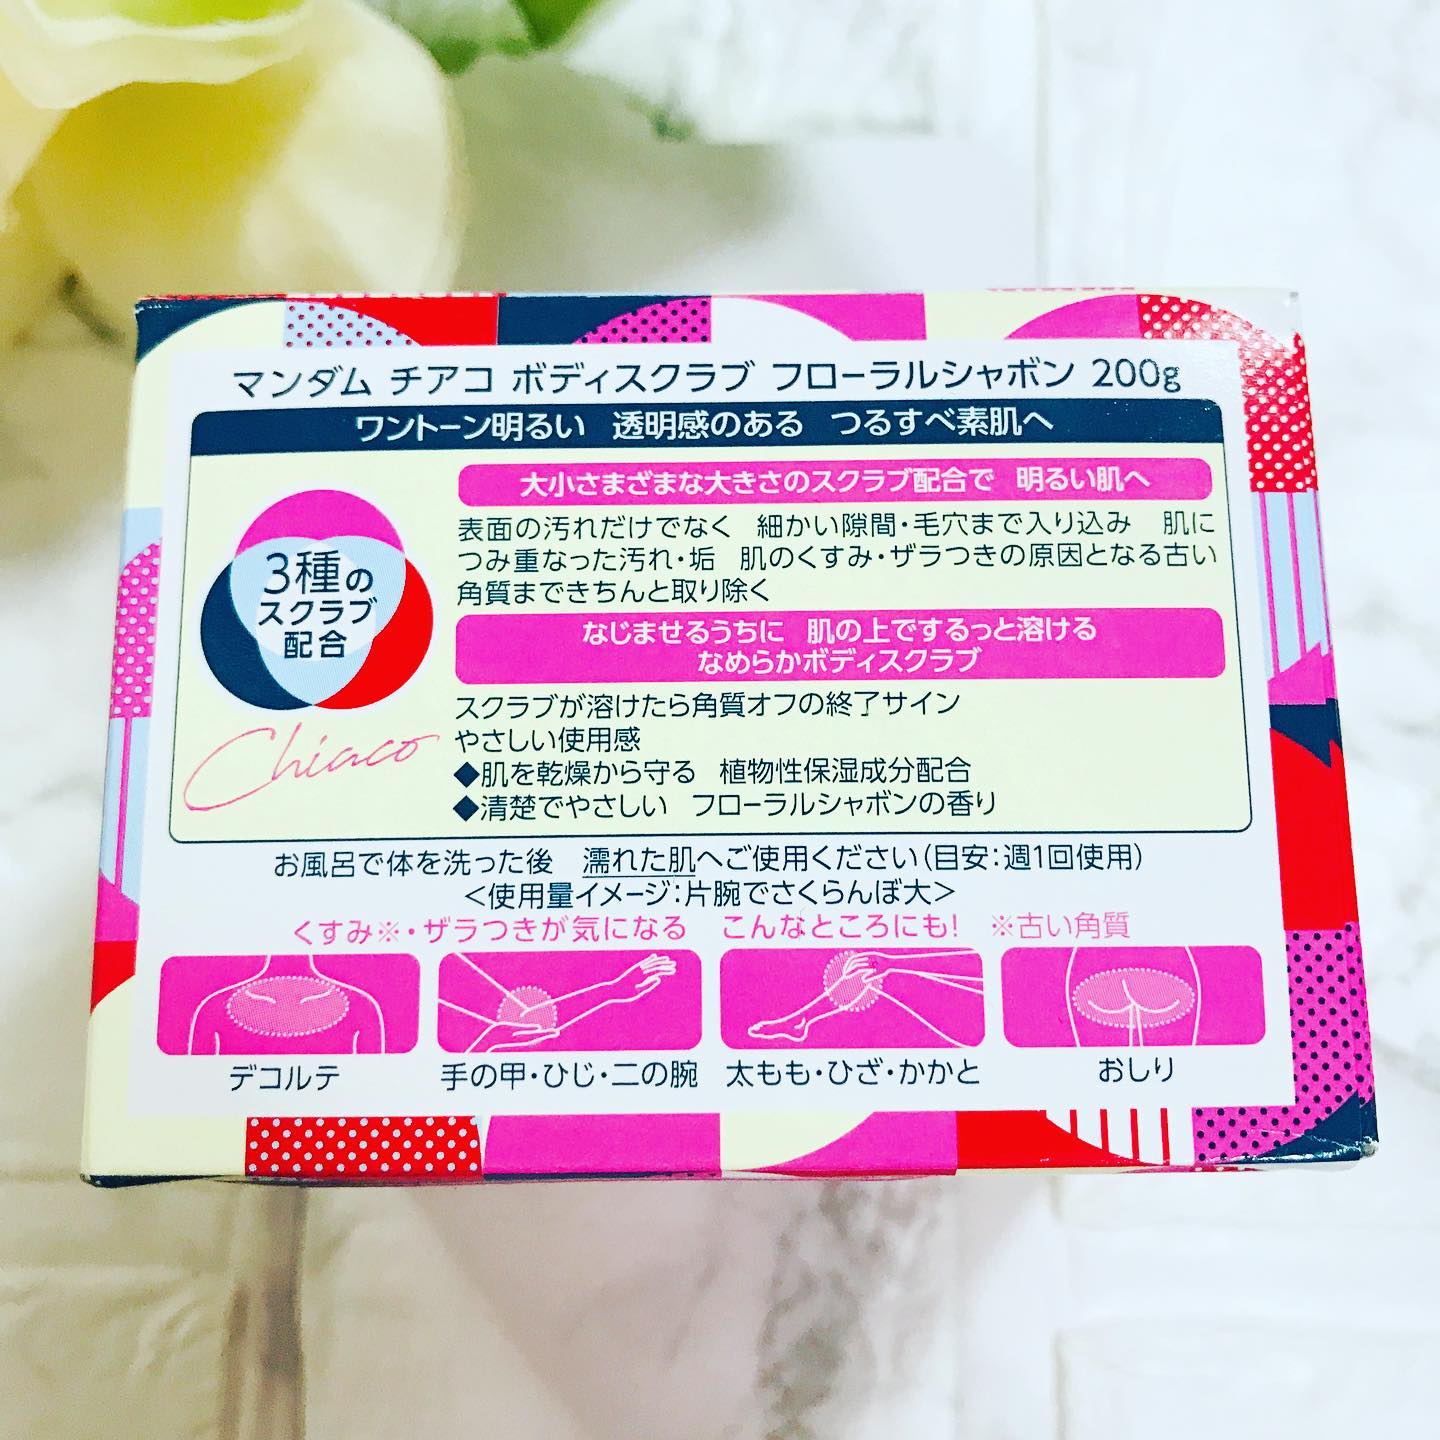 マンダム チアコ ボディスクラブ フローラルシャボン 200g
ワントーン明るい 透明感のある つるすべ素肌へ
3種の
スクラブ
配合
Chiaco
大小さまざまな大きさのスクラブ配合で 明るい肌へ
表面の汚れだけでなく 細かい隙間・毛穴まで入り込み 肌に
つみ重なった汚れ・垢 肌のくすみ・ザラつきの原因となる古い
角質まできちんと取り除く
なじませるうちに 肌の上でするっと溶ける
なめらかボディスクラブ
スクラブが溶けたら角質オフの終了サイン
やさしい使用感
◆肌を乾燥から守る 植物性保湿成分配合
◆清楚でやさしい フローラルシャボンの香り
お風呂で体を洗った後 濡れた肌へご使用ください(目安:週1回使用)
<使用量イメージ:片腕でさくらんぼ大>
くすみ※・ザラつきが気になる こんなところにも! ※古い角質
デコルテ
手の甲・ひじ・二の腕
太もも・ひざ・かかと
おしり